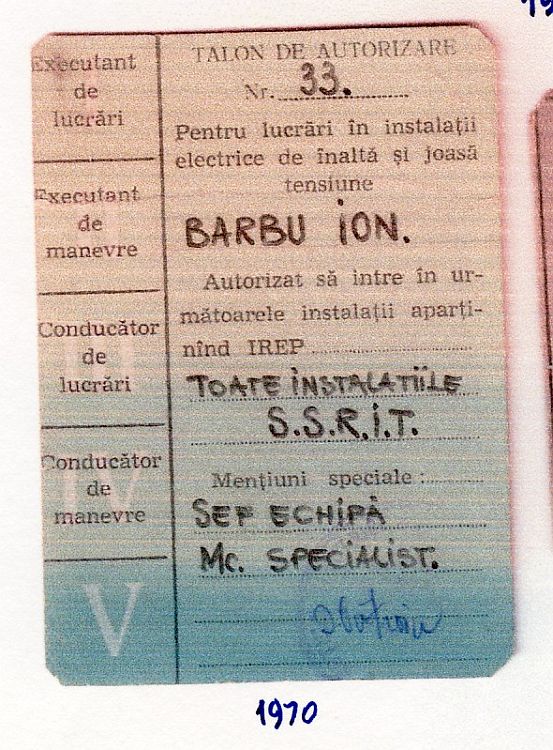 Executant
de
lucrări
Executant
de
manevre
Conducător
de
lucrări
Conducător
de
manevre
IV
V
TALON DE AUTORIZARE
Nr. 33.
Pentru lucrări în instalații
electrice de înaltă și joasă
tensiune
BARBU ION.
Autorizat să intre în ur-
mătoarele instalații aparți-
nînd IREP
TOATE INSTALATIILE
S.S.R.I.T.
Mențiuni speciale:
SEF ECHIPĂ
Mc. SPECIALIST.
1970